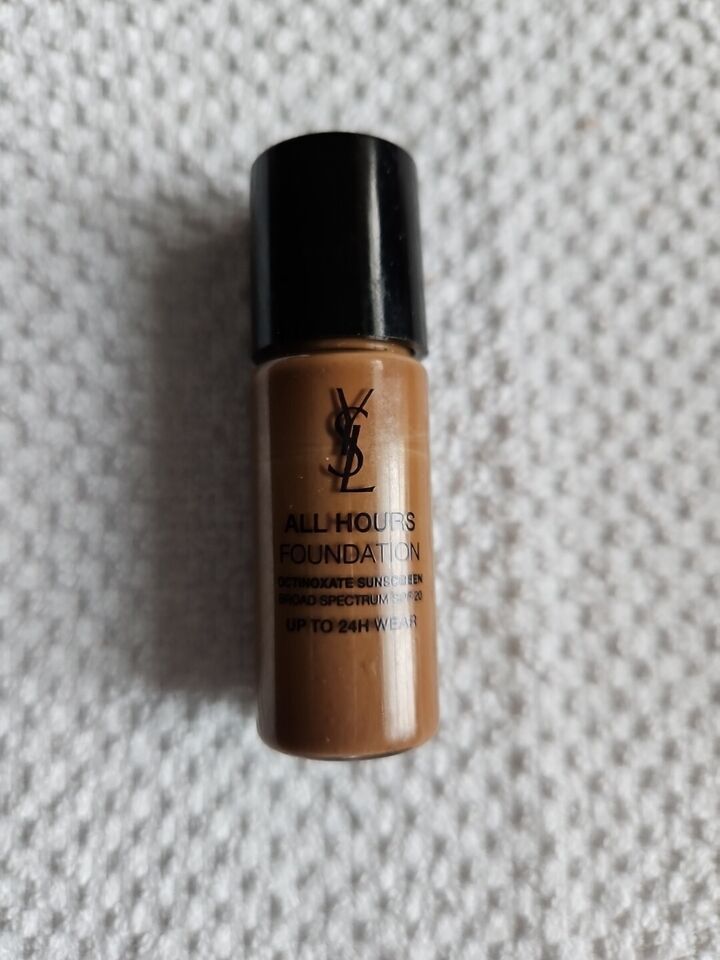 YSL
ALL HOURS
FOUNDATION
OCTINOXATE SUNSCREEN
BROAD SPECTRUM SPF 20
UP TO 24H WEAR